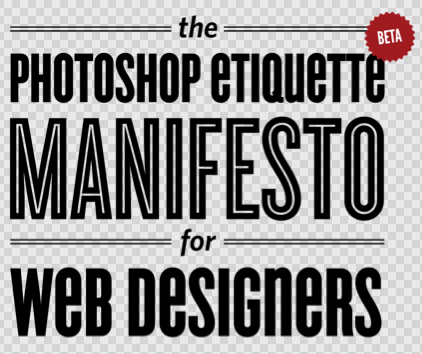 the
BETA
PHOTOSHOP eTIQueTTe
MANIFESTO
for
WeB DesIGneRS